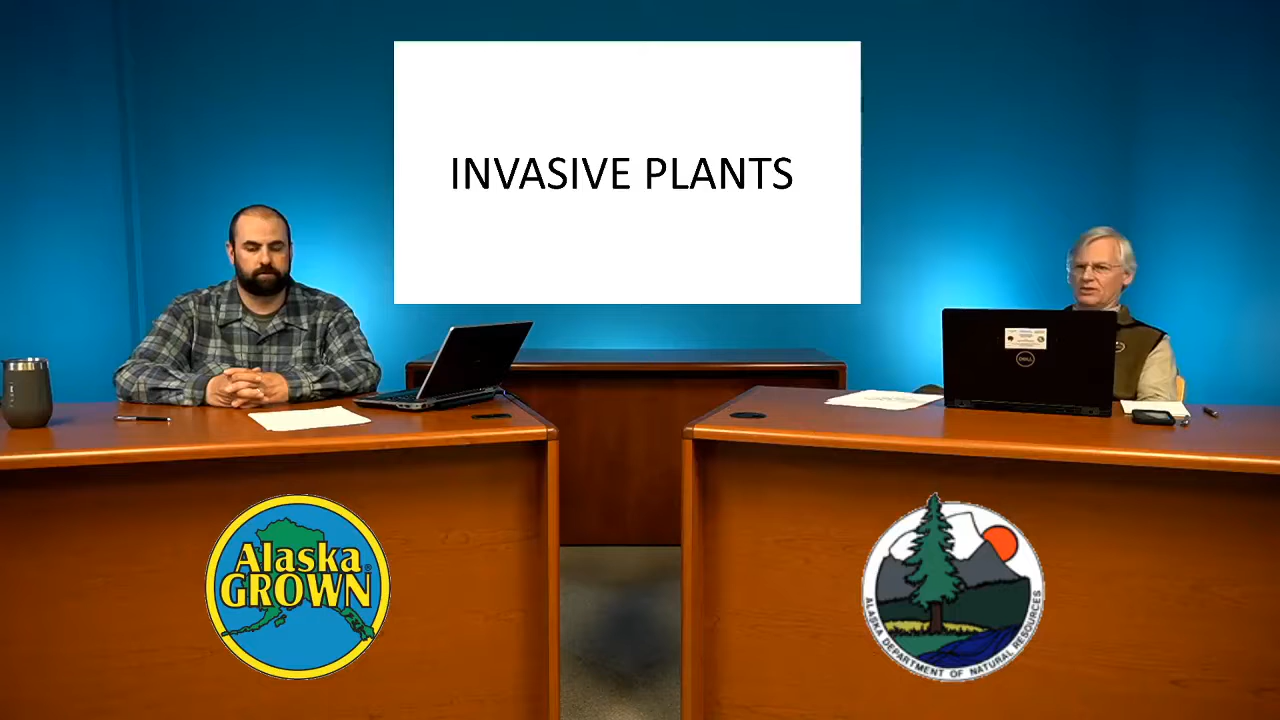 INVASIVE PLANTS
DELL
Alaska
GROWN®
ALASKA DEPARTMENT OF NATURAL RESOURCES